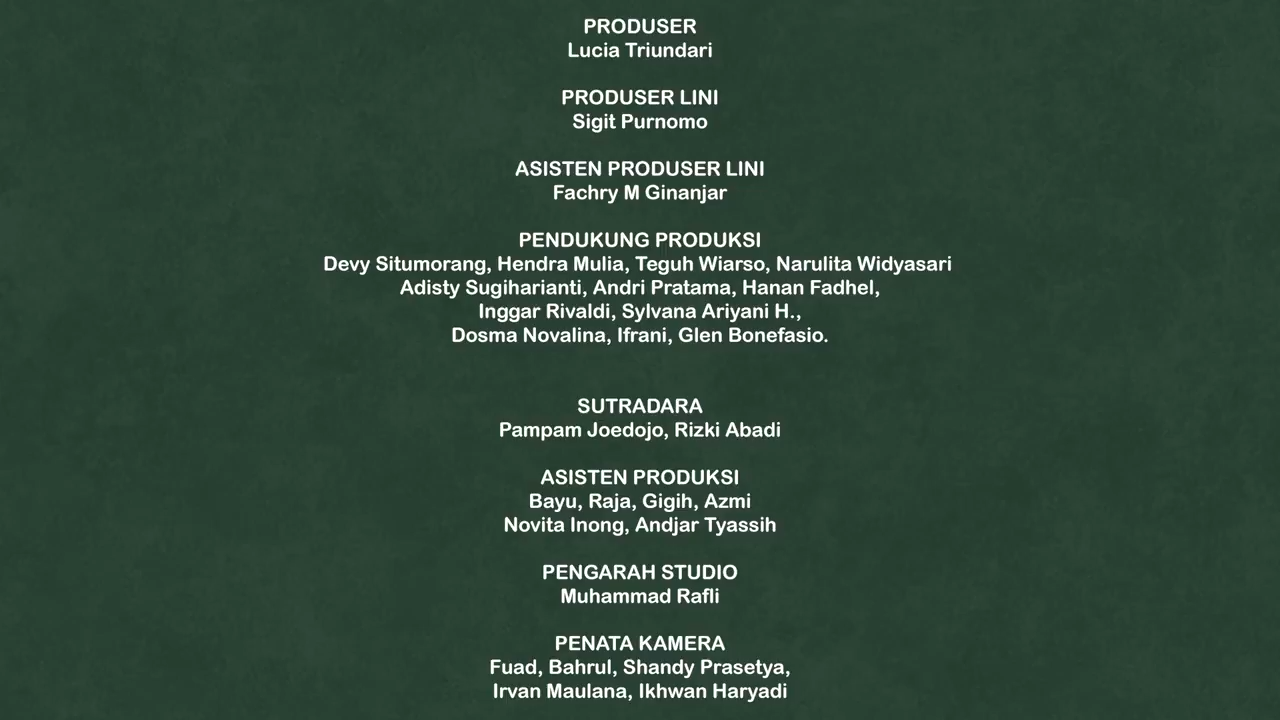 PRODUSER
Lucia Triundari
PRODUSER LINI
Sigit Purnomo
ASISTEN PRODUSER LINI
Fachry M Ginanjar
PENDUKUNG PRODUKSI
Devy Situmorang, Hendra Mulia, Teguh Wiarso, Narulita Widyasari
Adisty Sugiharianti, Andri Pratama, Hanan Fadhel,
Inggar Rivaldi, Sylvana Ariyani H.,
Dosma Novalina, Ifrani, Glen Bonefasio.
SUTRADARA
Pampam Joedojo, Rizki Abadi
ASISTEN PRODUKSI
Bayu, Raja, Gigih, Azmi
Novita Inong, Andjar Tyassih
PENGARAH STUDIO
Muhammad Rafli
PENATA KAMERA
Fuad, Bahrul, Shandy Prasetya,
Irvan Maulana, Ikhwan Haryadi